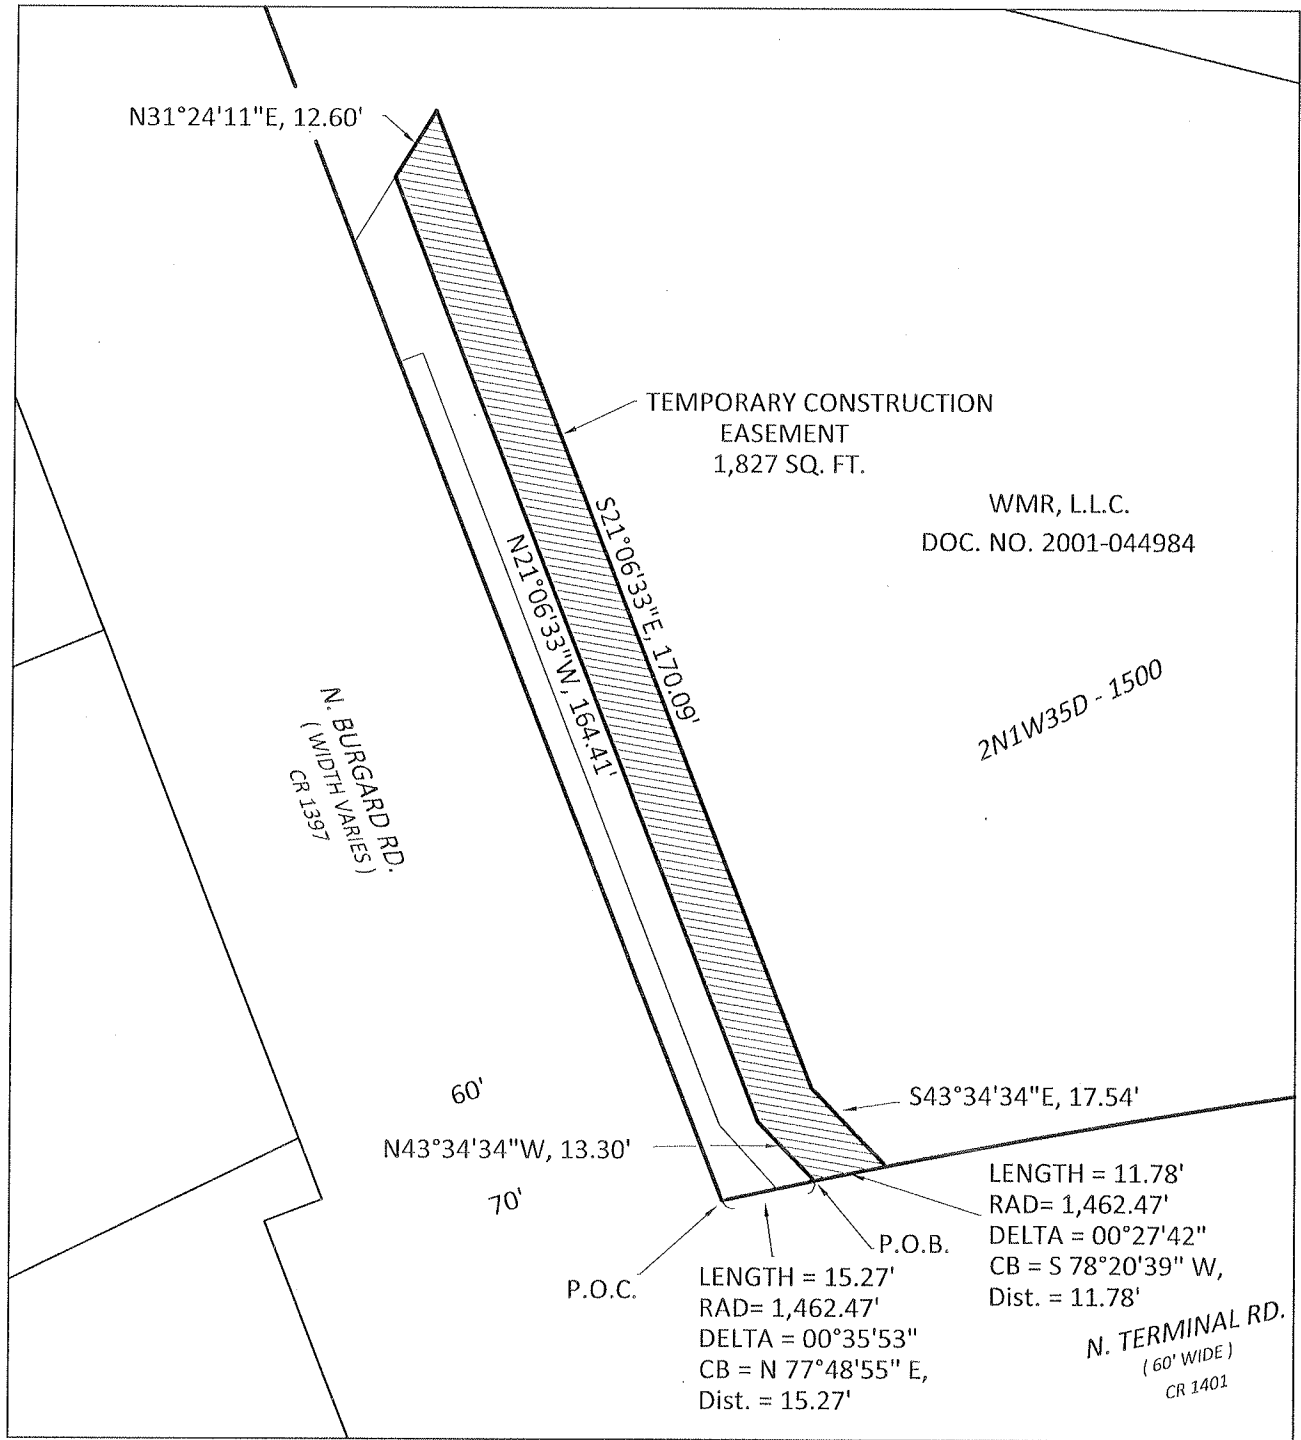 N31°24'11"E, 12.60'
TEMPORARY CONSTRUCTION
EASEMENT
1,827 SQ. FT.
WMR, L.L.C.
DOC. NO. 2001-044984
S21°06'33"E, 170.09'
N21°06'33"W, 164.41'
2N1W35D - 1500
N. BURGARD RD.
( WIDTH VARIES )
CR 1397
60'
S43°34'34"E, 17.54'
N43°34'34"W, 13.30'
70'
LENGTH = 11.78'
RAD= 1,462.47'
DELTA = 00°27'42"
CB = S 78°20'39" W,
Dist. = 11.78'
P.O.B.
P.O.C.
LENGTH = 15.27'
RAD= 1,462.47'
DELTA = 00°35'53"
CB = N 77°48'55" E,
Dist. = 15.27'
N. TERMINAL RD.
( 60' WIDE )
CR 1401